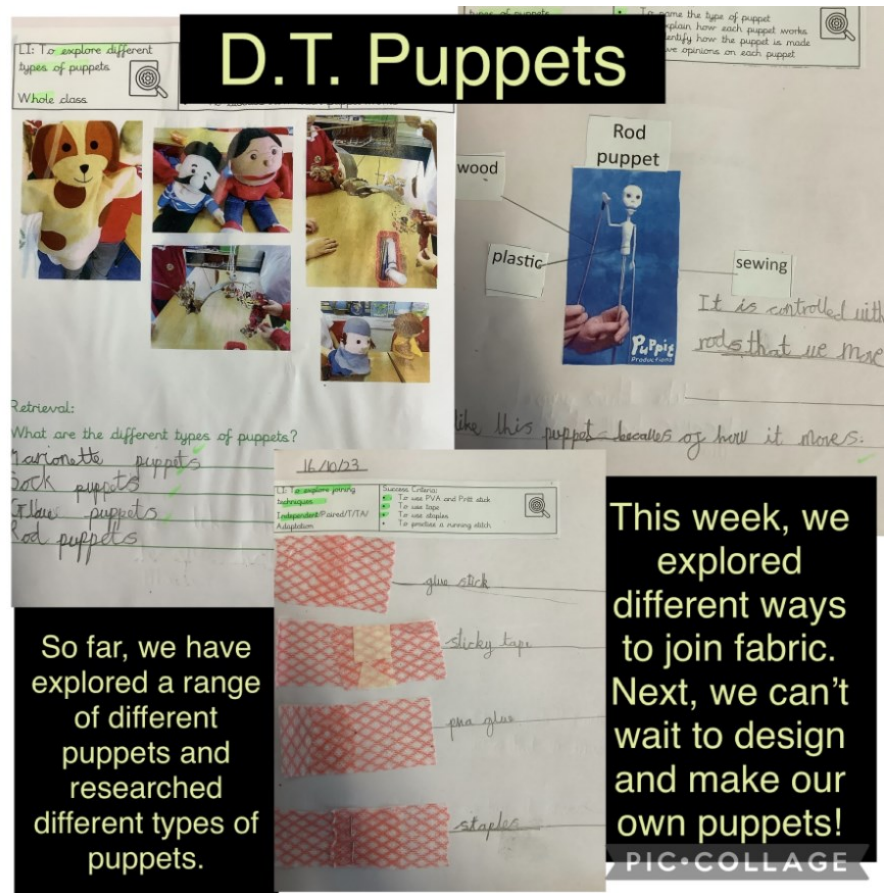 D.T. Puppets
LI: To explore different
types of puppets
Whole class
Retrieval:
What are the different types of puppets?
Marionette puppets
Sock puppets
puppets
Rod puppets
types of puppets
To name the type of puppet
explain how each puppet works
identify how the puppet is made
opinions on each puppet
Rod
puppet
wood
plastic
sewing
PuPPit
Productions
It is controlled with
rods that we move
like this puppet becalles of how it moves.
16/10/23
LI: To explore joining
techniques
Independent/Paired/T/TA/
Adaptation
Success Criteria:
To use PVA and Pritt stick
To use tape
To use staples
To practise a running stitch
glue stick
sticky tape
pva glue
staples
So far, we have
explored a range
of different
puppets and
researched
different types of
puppets.
This week, we
explored
different ways
to join fabric.
Next, we can't
wait to design
and make our
own puppets!
PIC•COLLAGE